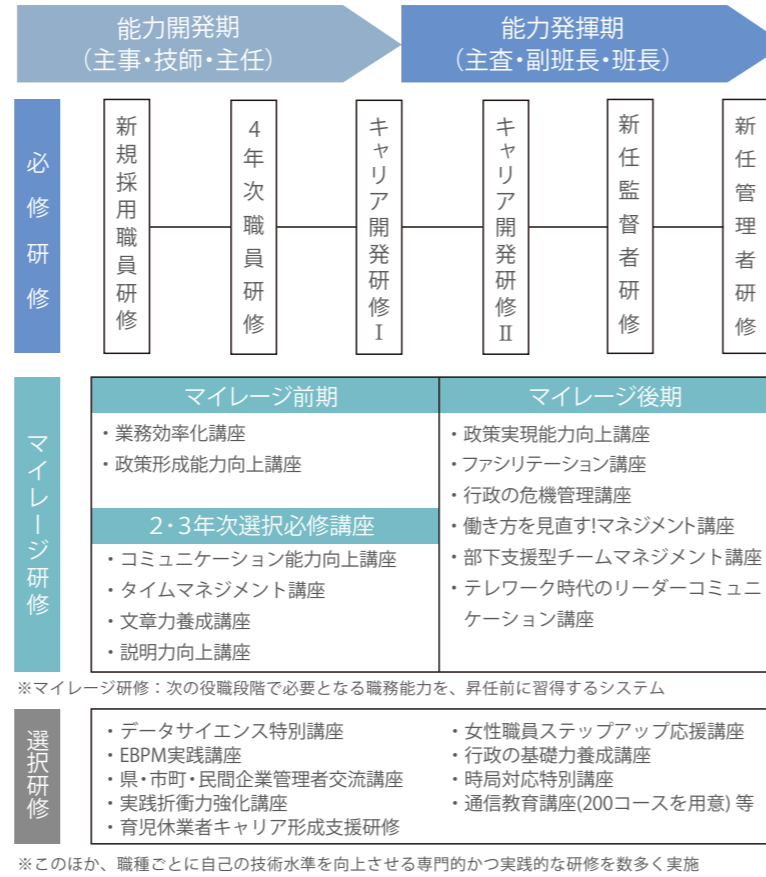 能力開発期
（主事・技師・主任）
能力発揮期
（主査・副班長・班長）
必修研修
新規採用職員研修
4年次職員研修
キャリア開発研修Ⅰ
キャリア開発研修Ⅱ
新任監督者研修
新任管理者研修
マイレージ研修
マイレージ前期
・業務効率化講座
・政策形成能力向上講座
2・3年次選択必修講座
・コミュニケーション能力向上講座
・タイムマネジメント講座
・文章力養成講座
・説明力向上講座
マイレージ後期
・政策実現能力向上講座
・ファシリテーション講座
・行政の危機管理講座
・働き方を見直す!マネジメント講座
・部下支援型チームマネジメント講座
・テレワーク時代のリーダーコミュニ
ケーション講座
※マイレージ研修：次の役職段階で必要となる職務能力を、昇任前に習得するシステム
選択研修
・データサイエンス特別講座
・EBPM実践講座
・県・市町・民間企業管理者交流講座
・実践折衝力強化講座
・育児休業者キャリア形成支援研修
・女性職員ステップアップ応援講座
・行政の基礎力養成講座
・時局対応特別講座
・通信教育講座(200コースを用意) 等
※このほか、職種ごとに自己の技術水準を向上させる専門的かつ実践的な研修を数多く実施